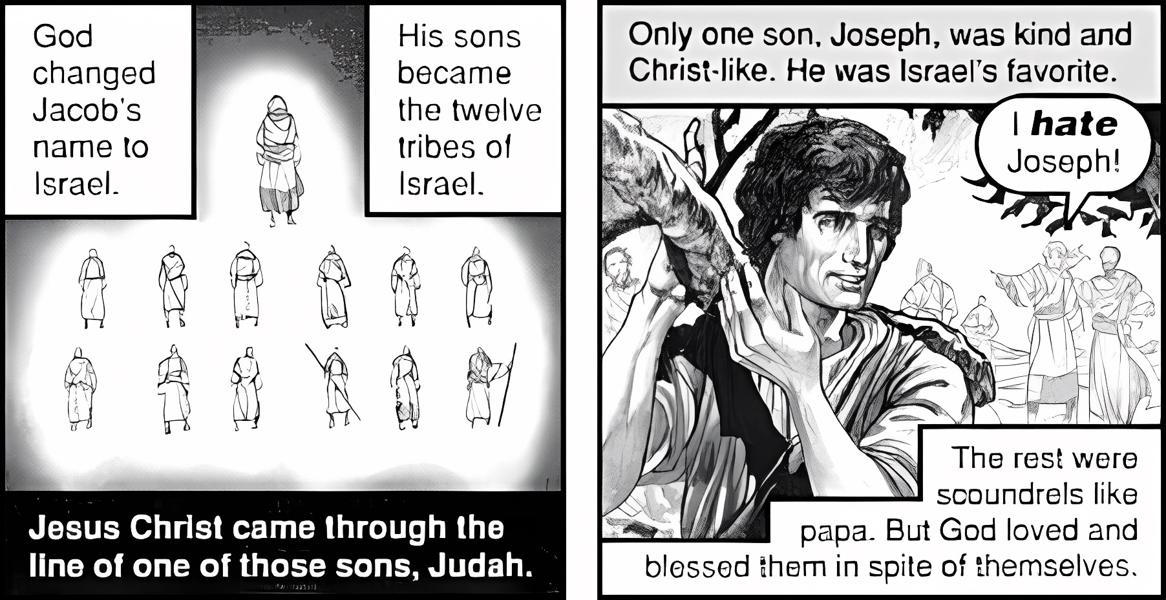 God
changed
Jacob's
name to
Israel.
His sons
became
the twelve
tribes of
Israel.
Jesus Christ came through the
line of one of those sons, Judah.
Only one son, Joseph, was kind and
Christ-like. He was Israel's favorite.
I hate
Joseph!
The rest were
scoundrels like
papa. But God loved and
blessed them in spite of themselves.